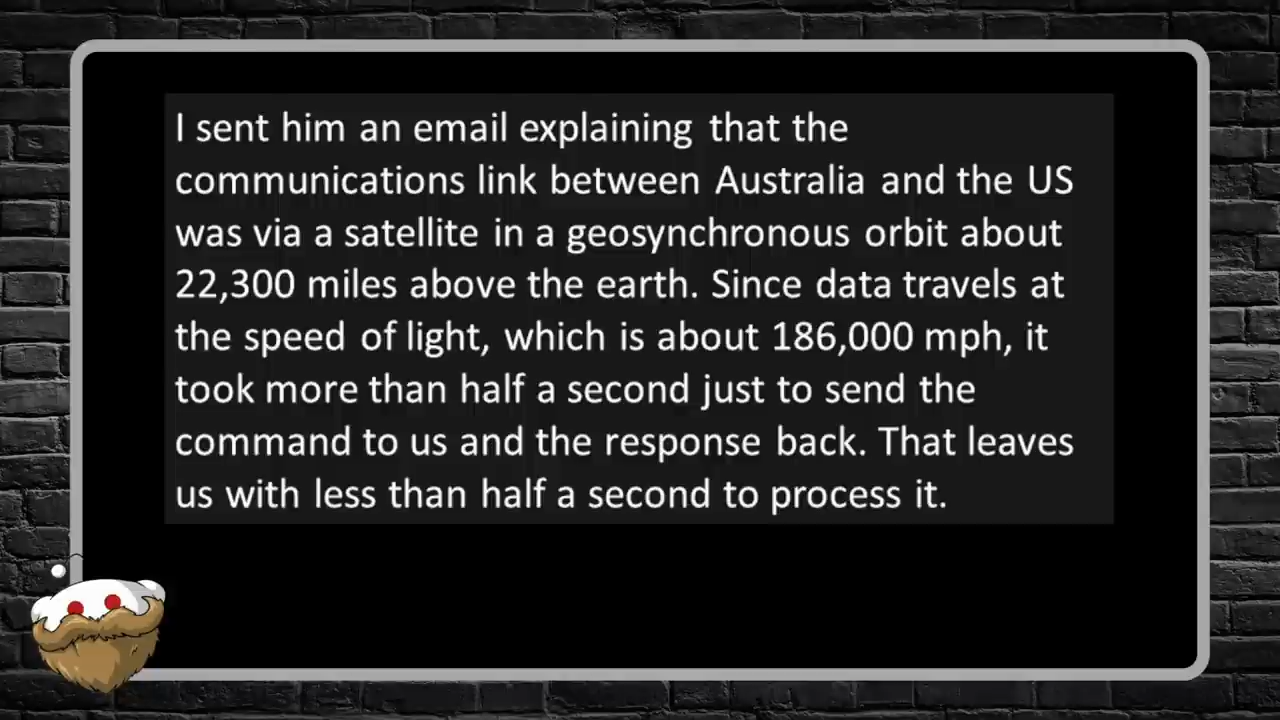 I sent him an email explaining that the
communications link between Australia and the US
was via a satellite in a geosynchronous orbit about
22,300 miles above the earth. Since data travels at
the speed of light, which is about 186,000 mph, it
took more than half a second just to send the
command to us and the response back. That leaves
us with less than half a second to process it.